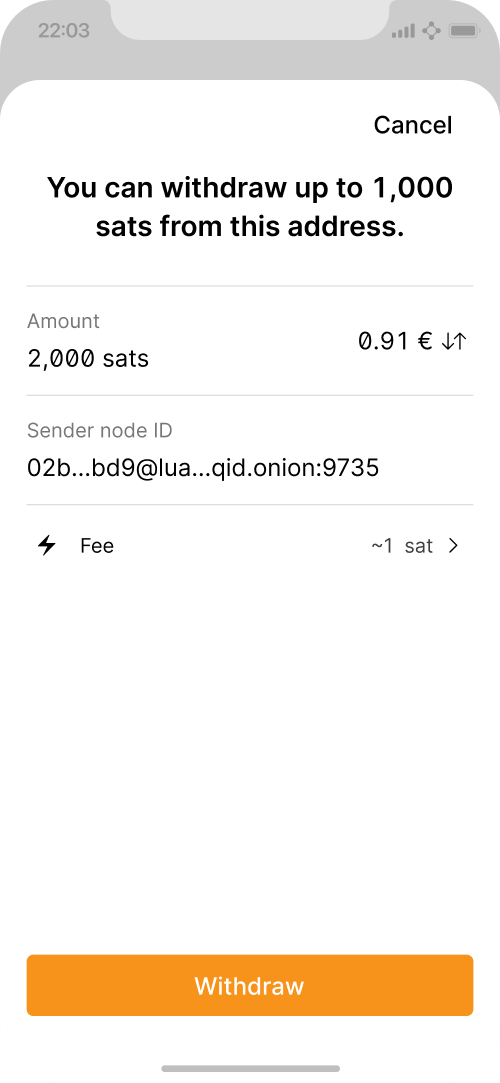 22:03
Cancel
You can withdraw up to 1,000
sats from this address.
Amount
2,000 sats
0.91 €
Sender node ID
02b...bd9@lua...qid.onion:9735
Fee
~1 sat
Withdraw